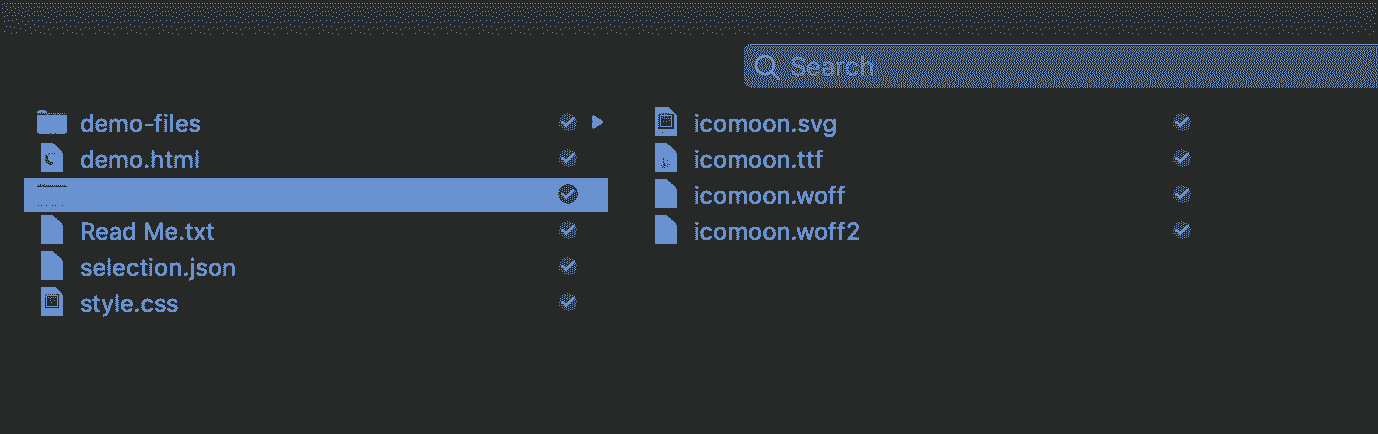 Search
demo-files
demo.html
Read Me.txt
selection.json
style.css
icomoon.svg
icomoon.ttf
icomoon.woff
icomoon.woff2